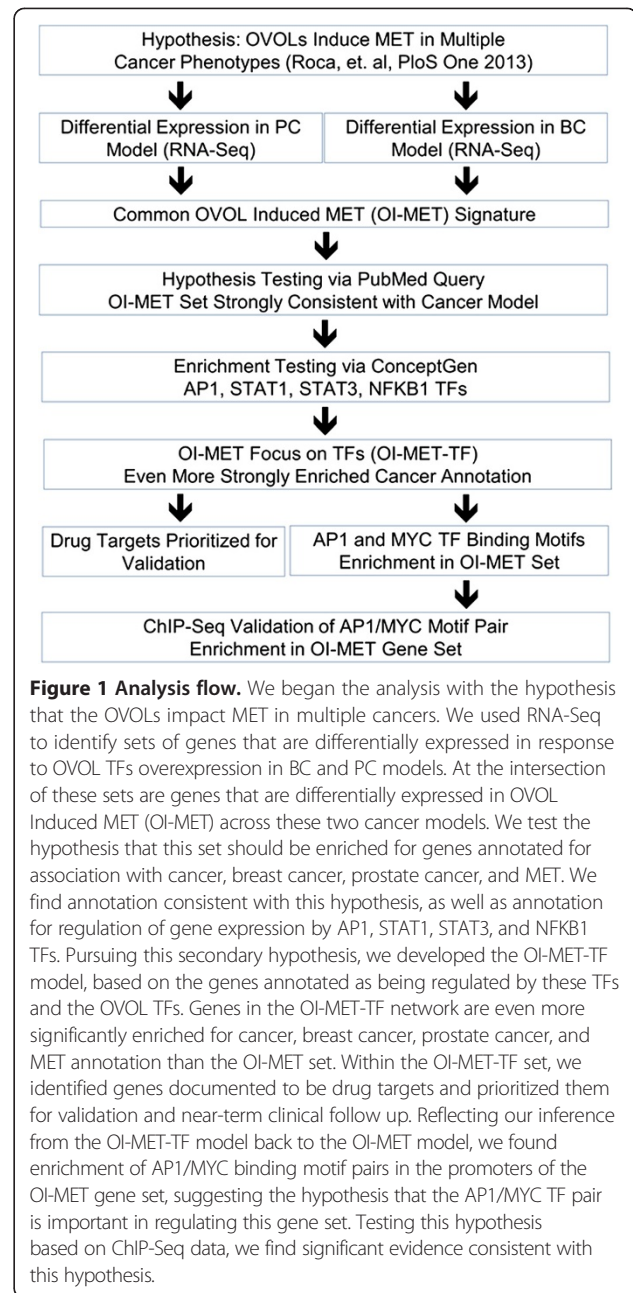 Hypothesis: OVOLs Induce MET in Multiple
Cancer Phenotypes (Roca, et. al, PloS One 2013)
Differential Expression in PC
Model (RNA-Seq)
Differential Expression in BC
Model (RNA-Seq)
Common OVOL Induced MET (OI-MET) Signature
Hypothesis Testing via PubMed Query
OI-MET Set Strongly Consistent with Cancer Model
Enrichment Testing via ConceptGen
AP1, STAT1, STAT3, NFKB1 TFs
OI-MET Focus on TFs (OI-MET-TF)
Even More Strongly Enriched Cancer Annotation
Drug Targets Prioritized for
Validation
AP1 and MYC TF Binding Motifs
Enrichment in OI-MET Set
ChIP-Seq Validation of AP1/MYC Motif Pair
Enrichment in OI-MET Gene Set
Figure 1 Analysis flow. We began the analysis with the hypothesis
that the OVOLs impact MET in multiple cancers. We used RNA-Seq
to identify sets of genes that are differentially expressed in response
to OVOL TFs overexpression in BC and PC models. At the intersection
of these sets are genes that are differentially expressed in OVOL
Induced MET (OI-MET) across these two cancer models. We test the
hypothesis that this set should be enriched for genes annotated for
association with cancer, breast cancer, prostate cancer, and MET. We
find annotation consistent with this hypothesis, as well as annotation
for regulation of gene expression by AP1, STAT1, STAT3, and NFKB1
TFs. Pursuing this secondary hypothesis, we developed the OI-MET-TF
model, based on the genes annotated as being regulated by these TFs
and the OVOL TFs. Genes in the OI-MET-TF network are even more
significantly enriched for cancer, breast cancer, prostate cancer, and
MET annotation than the OI-MET set. Within the OI-MET-TF set, we
identified genes documented to be drug targets and prioritized them
for validation and near-term clinical follow up. Reflecting our inference
from the OI-MET-TF model back to the OI-MET model, we found
enrichment of AP1/MYC binding motif pairs in the promoters of the
OI-MET gene set, suggesting the hypothesis that the AP1/MYC TF pair
is important in regulating this gene set. Testing this hypothesis
based on ChIP-Seq data, we find significant evidence consistent with
this hypothesis.